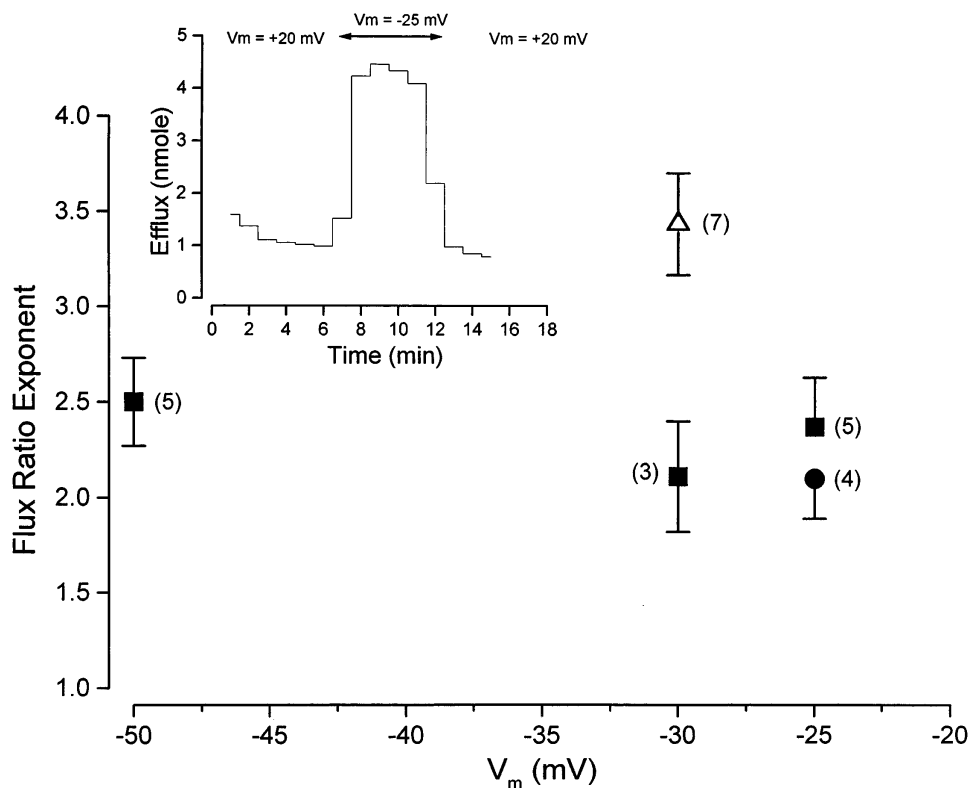 Vm = -25 mV
Vm = +20 mV
Vm = +20 mV
5
4
3
2
1
0
Efflux (nmole)
0 2 4 6 8 10 12 14 16 18
Time (min)
4.0
3.5
3.0
2.5
2.0
1.5
1.0
Flux Ratio Exponent
(7)
(5)
(5)
(3)
(4)
-50 -45 -40 -35 -30 -25 -20
Vm (mV)